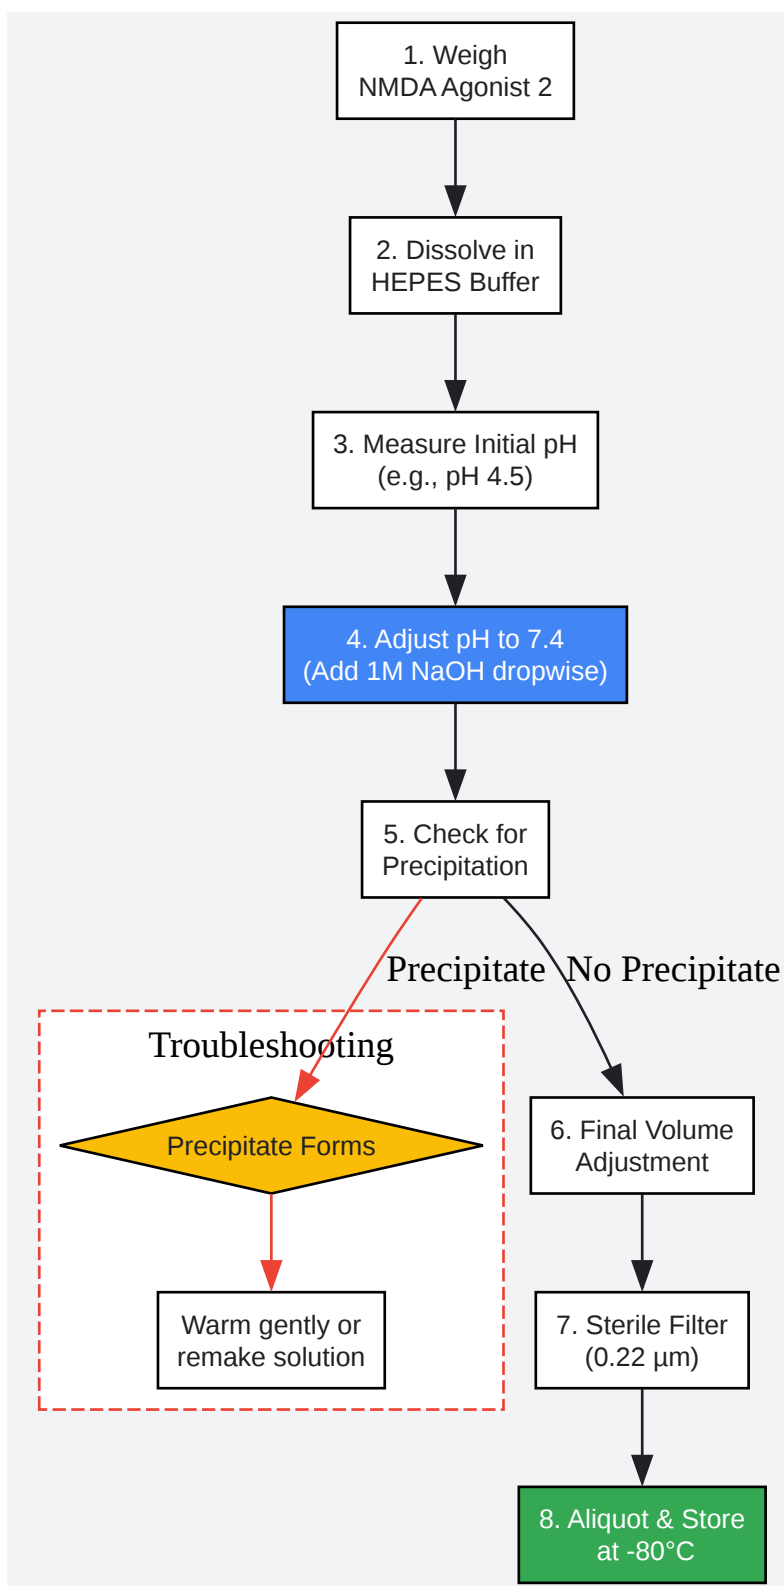 1. Weigh
NMDA Agonist 2
2. Dissolve in
HEPES Buffer
3. Measure Initial pH
(e.g., pH 4.5)
4. Adjust pH to 7.4
(Add 1M NaOH dropwise)
5. Check for
Precipitation
Precipitate
No Precipitate
Troubleshooting
Precipitate Forms
6. Final Volume
Adjustment
Warm gently or
remake solution
7. Sterile Filter
(0.22 µm)
8. Aliquot & Store
at -80°C